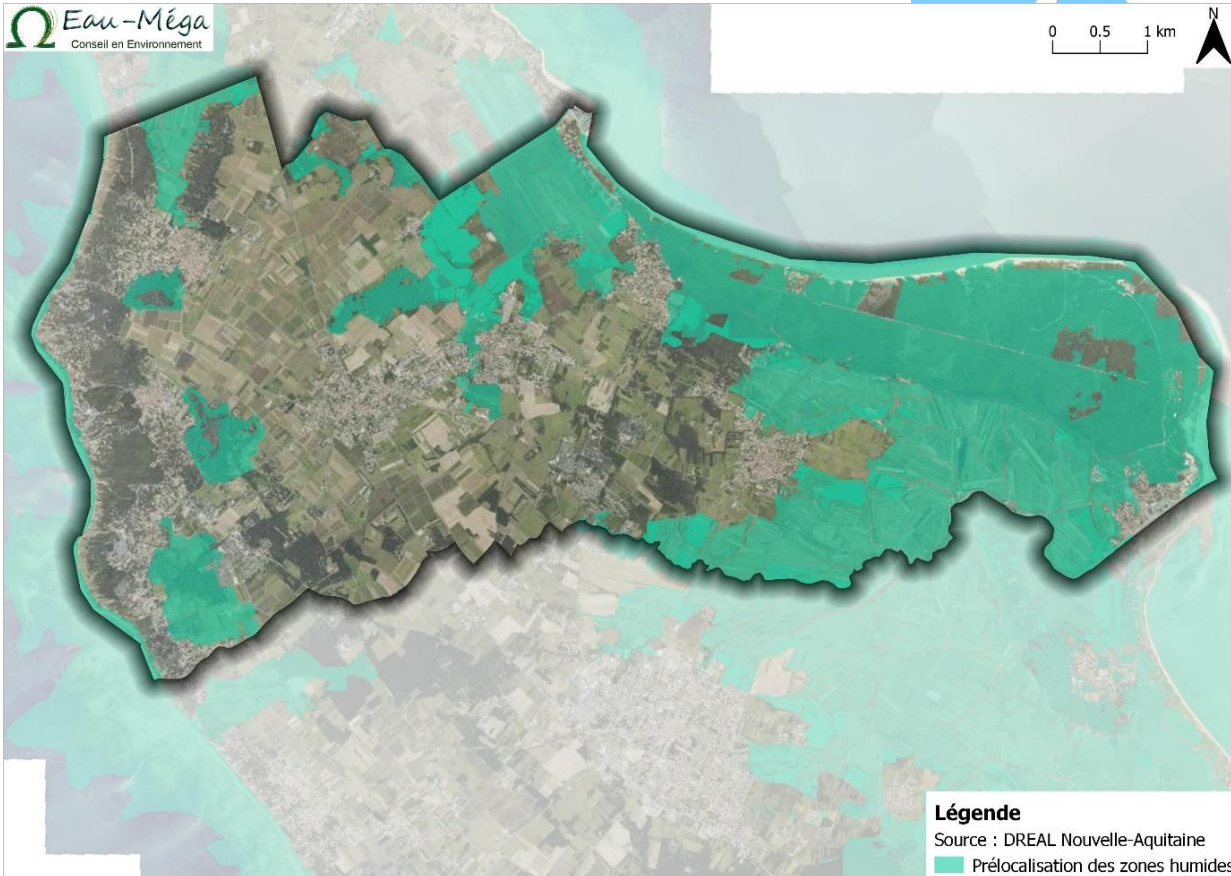 Eau-Méga
Conseil en Environnement
0 0.5 1 km
N
Légende
Source : DREAL Nouvelle-Aquitaine
Prélocalisation des zones humides